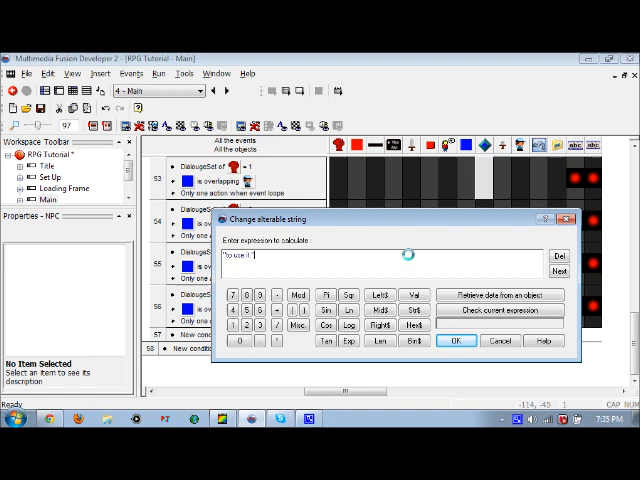 Multimedia Fusion Developer 2 - [RPG Tutorial - Main]
File Edit View Insert Events Run Tools Window Help
4 - Main
97
Workspace Toolbar
RPG Tutorial *
Title
Set Up
Loading Frame
Main
Properties - NPC
No Item Selected
Select an item to see its description
All the events
All the objects
53
DialougeSet of = 1
is overlapping
Only one action when event loops
54
55
56
57
58
Change alterable string
Enter expression to calculate :
"to use it "
Del
Next
7 8 9 - Mod Pi Sqr Left$ Val Retrieve data from an object
4 5 6 + ( ) Sin Ln Mid$ Str$ Check current expression
1 2 3 / Misc. Cos Log Right$ Hex$
0 . * Tan Exp Len Bin$ OK Cancel Help
Ready
-114, -45 CAP NUM
7:35 PM